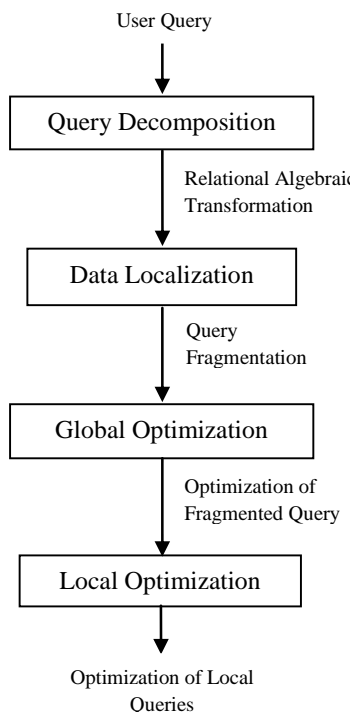 User Query
Query Decomposition
Relational Algebraic
Transformation
Data Localization
Query
Fragmentation
Global Optimization
Optimization of
Fragmented Query
Local Optimization
Optimization of Local
Queries